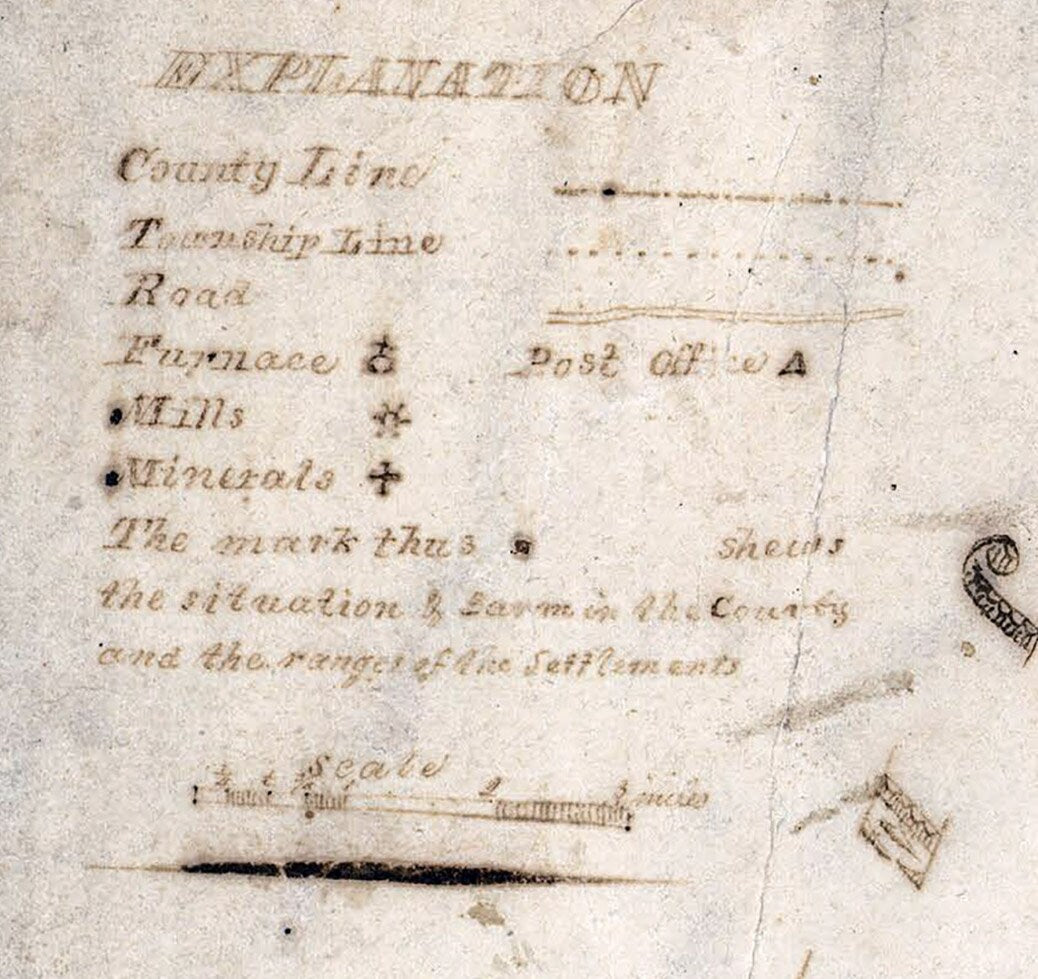 EXPLANATION
County Line
Township Line
Road
Furnace Post Office
Mills
Minerals
The mark thus shews
the situation & Farm in the County
and the ranges of the Settlements
Scale
miles